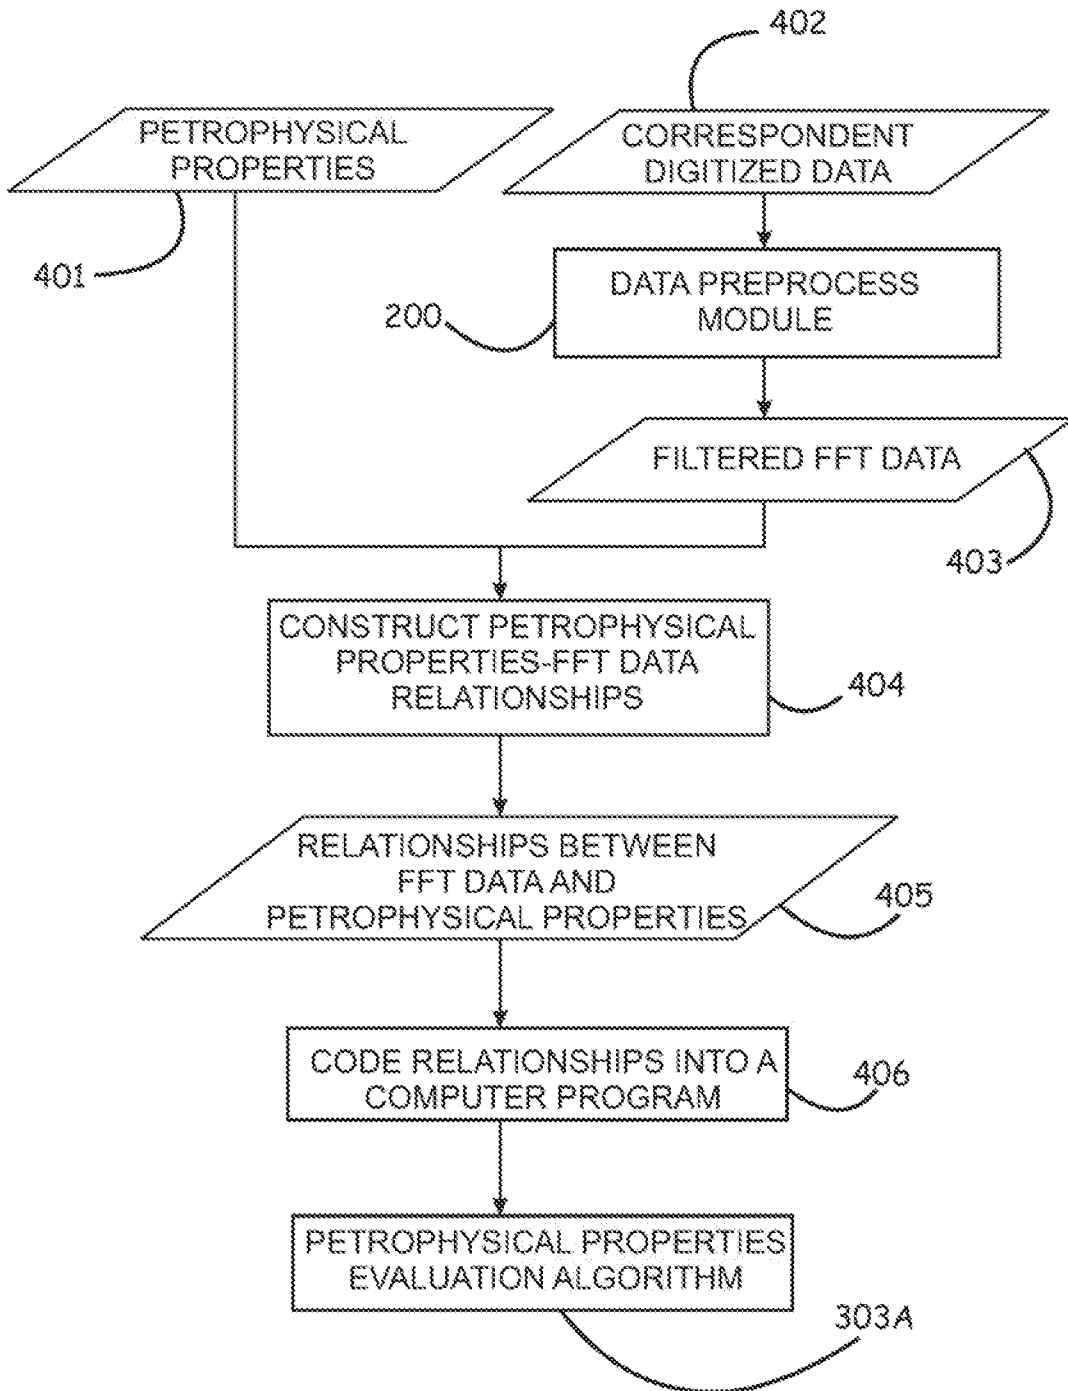 402
PETROPHYSICAL
PROPERTIES
CORRESPONDENT
DIGITIZED DATA
401
DATA PREPROCESS
MODULE
200
FILTERED FFT DATA
403
CONSTRUCT PETROPHYSICAL
PROPERTIES-FFT DATA
RELATIONSHIPS
404
RELATIONSHIPS BETWEEN
FFT DATA AND
PETROPHYSICAL PROPERTIES
405
CODE RELATIONSHIPS INTO A
COMPUTER PROGRAM
406
PETROPHYSICAL PROPERTIES
EVALUATION ALGORITHM
303A